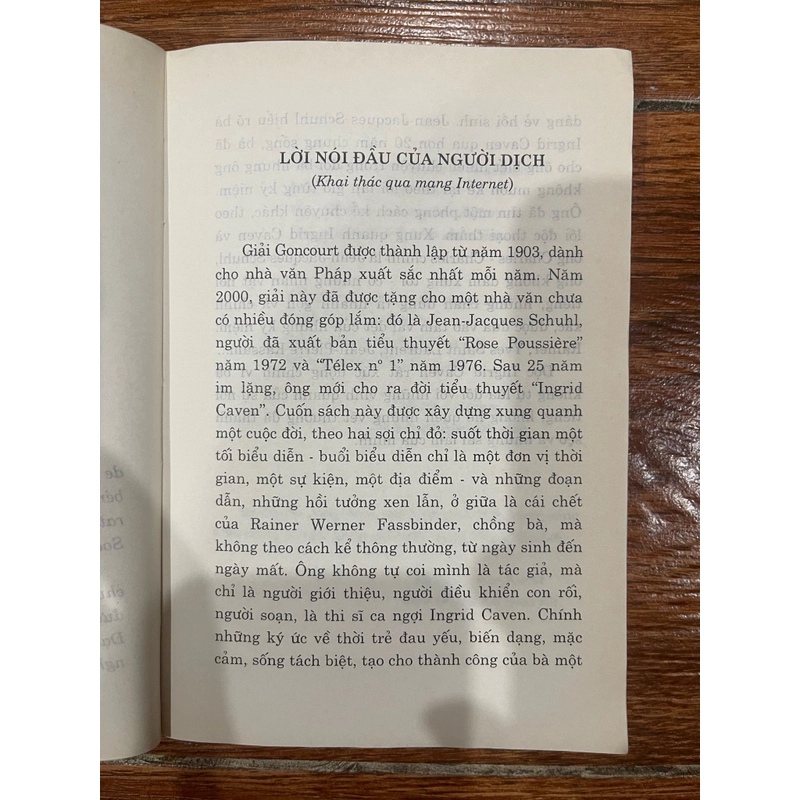 LỜI NÓI ĐẦU CỦA NGƯỜI DỊCH
(Khai thác qua mạng Internet)
Giải Goncourt được thành lập từ năm 1903, dành
cho nhà văn Pháp xuất sắc nhất mỗi năm. Năm
2000, giải này đã được tặng cho một nhà văn chưa
có nhiều đóng góp lắm: đó là Jean-Jacques Schuhl,
người đã xuất bản tiểu thuyết “Rose Poussière”
năm 1972 và “Télex n° 1” năm 1976. Sau 25 năm
im lặng, ông mới cho ra đời tiểu thuyết “Ingrid
Caven”. Cuốn sách này được xây dựng xung quanh
một cuộc đời, theo hai sợi chỉ đỏ: suốt thời gian một
tối biểu diễn - buổi biểu diễn chỉ là một đơn vị thời
gian, một sự kiện, một địa điểm - và những đoạn
dẫn, những hồi tưởng xen lẫn, ở giữa là cái chết
của Rainer Werner Fassbinder, chồng bà, mà
không theo cách kể thông thường, từ ngày sinh đến
ngày mất. Ông không tự coi mình là tác giả, mà
chỉ là người giới thiệu, người điều khiển con rối,
người soạn, là thi sĩ ca ngợi Ingrid Caven. Chính
những ký ức về thời trẻ đau yếu, biến dạng, mặc
cảm, sống tách biệt, tạo cho thành công của bà một